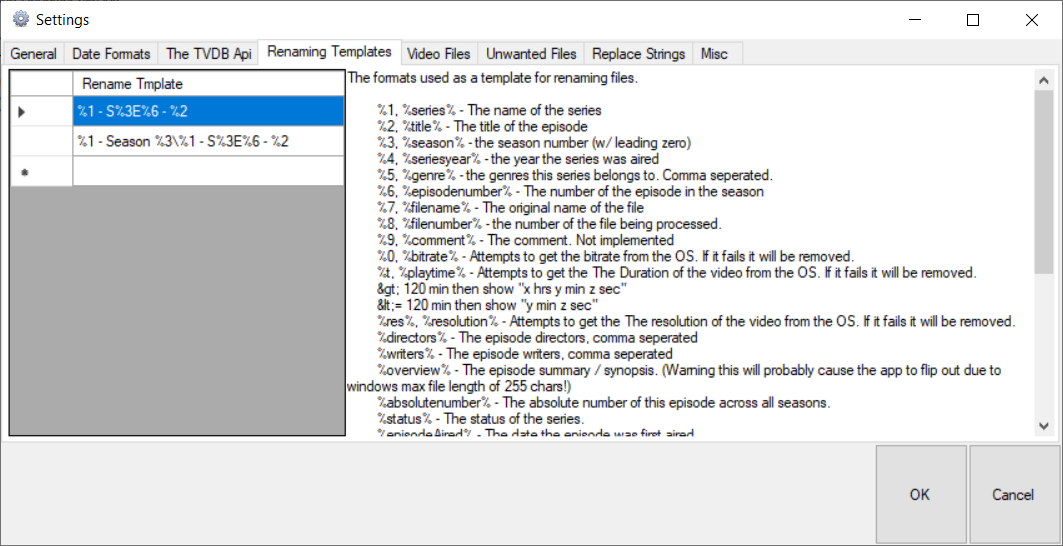 Settings
General Date Formats The TVDB Api Renaming Templates Video Files Unwanted Files Replace Strings Misc
Rename Tmplate
%1 - S%3E%6 - %2
%1 - Season %3\%1 - S%3E%6 - %2
The formats used as a template for renaming files.
%1, %series% - The name of the series
%2, %title% - The title of the episode
%3, %season% - the season number (w/ leading zero)
%4, %seriesyear% - the year the series was aired
%5, %genre% - the genres this series belongs to. Comma seperated.
%6, %episodenumber% - The number of the episode in the season
%7, %filename% - The original name of the file
%8, %filenumber% - the number of the file being processed.
%9, %comment% - The comment. Not implemented
%0, %bitrate% - Attempts to get the bitrate from the OS. If it fails it will be removed.
%t, %playtime% - Attempts to get the The Duration of the video from the OS. If it fails it will be removed.
&gt; 120 min then show "x hrs y min z sec"
&lt;= 120 min then show "y min z sec"
%res%, %resolution% - Attempts to get the The resolution of the video from the OS. If it fails it will be removed.
%directors% - The episode directors, comma seperated
%writers% - The episode writers, comma seperated
%overview% - The episode summary / synopsis. (Warning this will probably cause the app to flip out due to
windows max file length of 255 chars!)
%absolutenumber% - The absolute number of this episode across all seasons.
%status% - The status of the series.
%episodeAired% - The date the episode was first aired
OK
Cancel